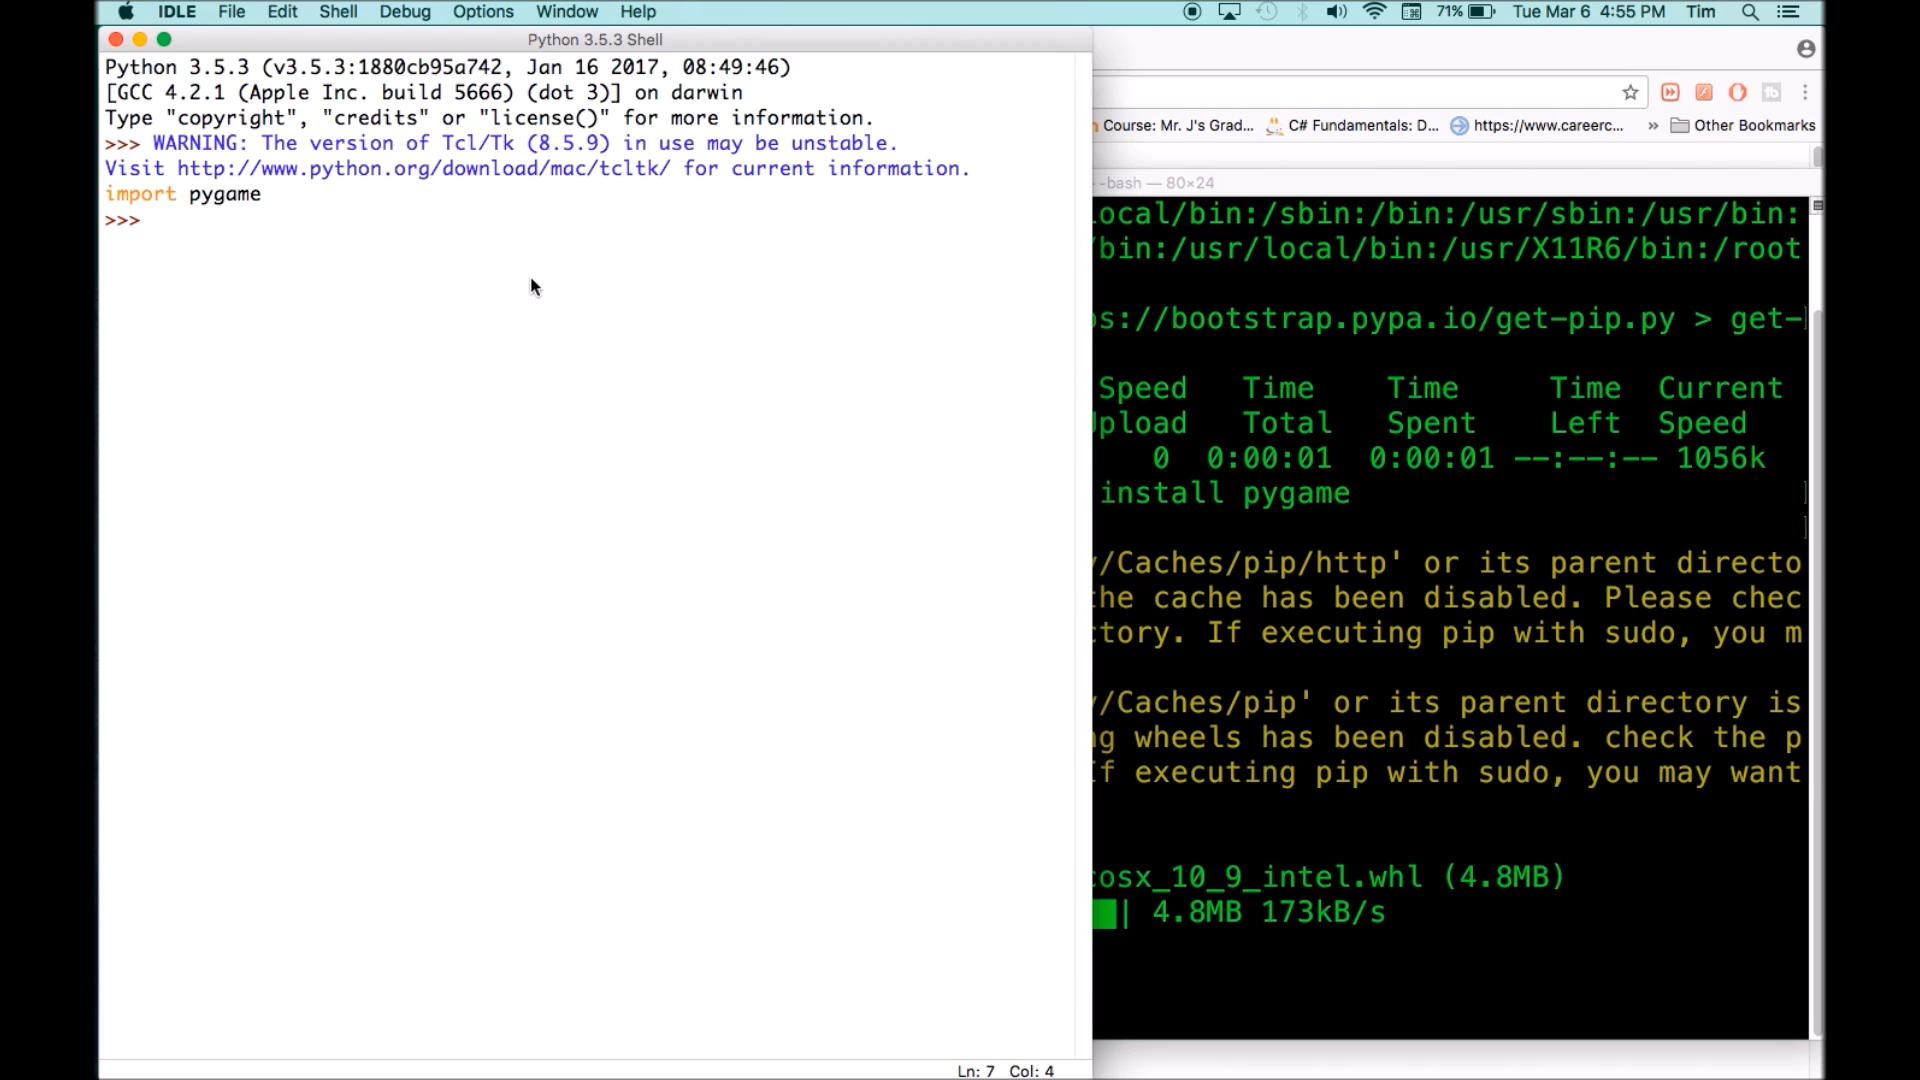 IDLE File Edit Shell Debug Options Window Help 71% Tue Mar 6 4:55 PM Tim
Python 3.5.3 Shell
Python 3.5.3 (v3.5.3:1880cb95a742, Jan 16 2017, 08:49:46)
[GCC 4.2.1 (Apple Inc. build 5666) (dot 3)] on darwin
Type "copyright", "credits" or "license()" for more information.
>>> WARNING: The version of Tcl/Tk (8.5.9) in use may be unstable.
Visit http://www.python.org/download/mac/tcltk/ for current information.
import pygame
>>>
Ln: 7 Col: 4
Course: Mr. J's Grad... C# Fundamentals: D... https://www.careerc... » Other Bookmarks
-bash — 80×24
local/bin:/sbin:/bin:/usr/sbin:/usr/bin:
/bin:/usr/local/bin:/usr/X11R6/bin:/root
ps://bootstrap.pypa.io/get-pip.py > get-
Speed Time Time Time Current
Upload Total Spent Left Speed
0 0:00:01 0:00:01 --:--:-- 1056k
install pygame
y/Caches/pip/http' or its parent directo
the cache has been disabled. Please chec
ctory. If executing pip with sudo, you m
y/Caches/pip' or its parent directory is
ng wheels has been disabled. check the p
If executing pip with sudo, you may want
cosx_10_9_intel.whl (4.8MB)
| 4.8MB 173kB/s